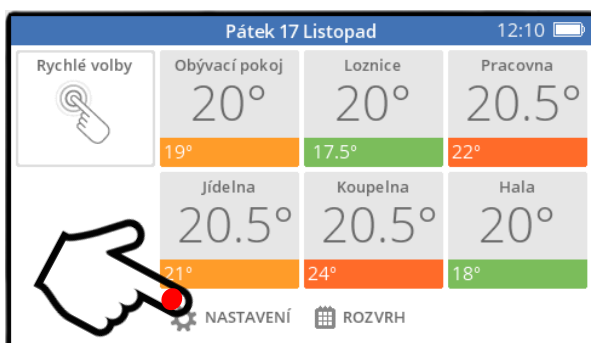 Pátek 17 Listopad 12:10
Rychlé volby
Obývací pokoj
20°
19°
Loznice
20°
17.5°
Pracovna
20.5°
22°
Jídelna
20.5°
21°
Koupelna
20.5°
24°
Hala
20°
18°
NASTAVENÍ
ROZVRH